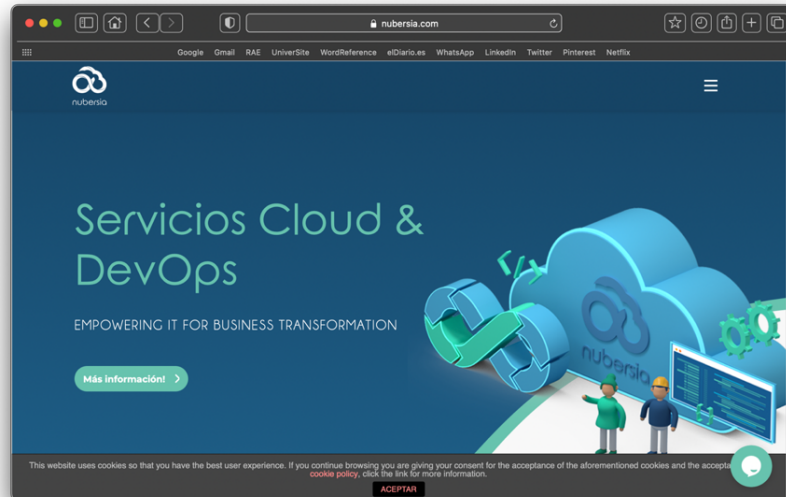 nubersia.com
Google Gmail RAE UniverSite WordReference elDiario.es WhatsApp LinkedIn Twitter Pinterest Netflix
nubersia
Servicios Cloud &
DevOps
EMPOWERING IT FOR BUSINESS TRANSFORMATION
Más información!
</>
nubersia
This website uses cookies so that you have the best user experience. If you continue browsing you are giving your consent for the acceptance of the aforementioned cookies and the
cookie policy, click the link for more information.
ACEPTAR